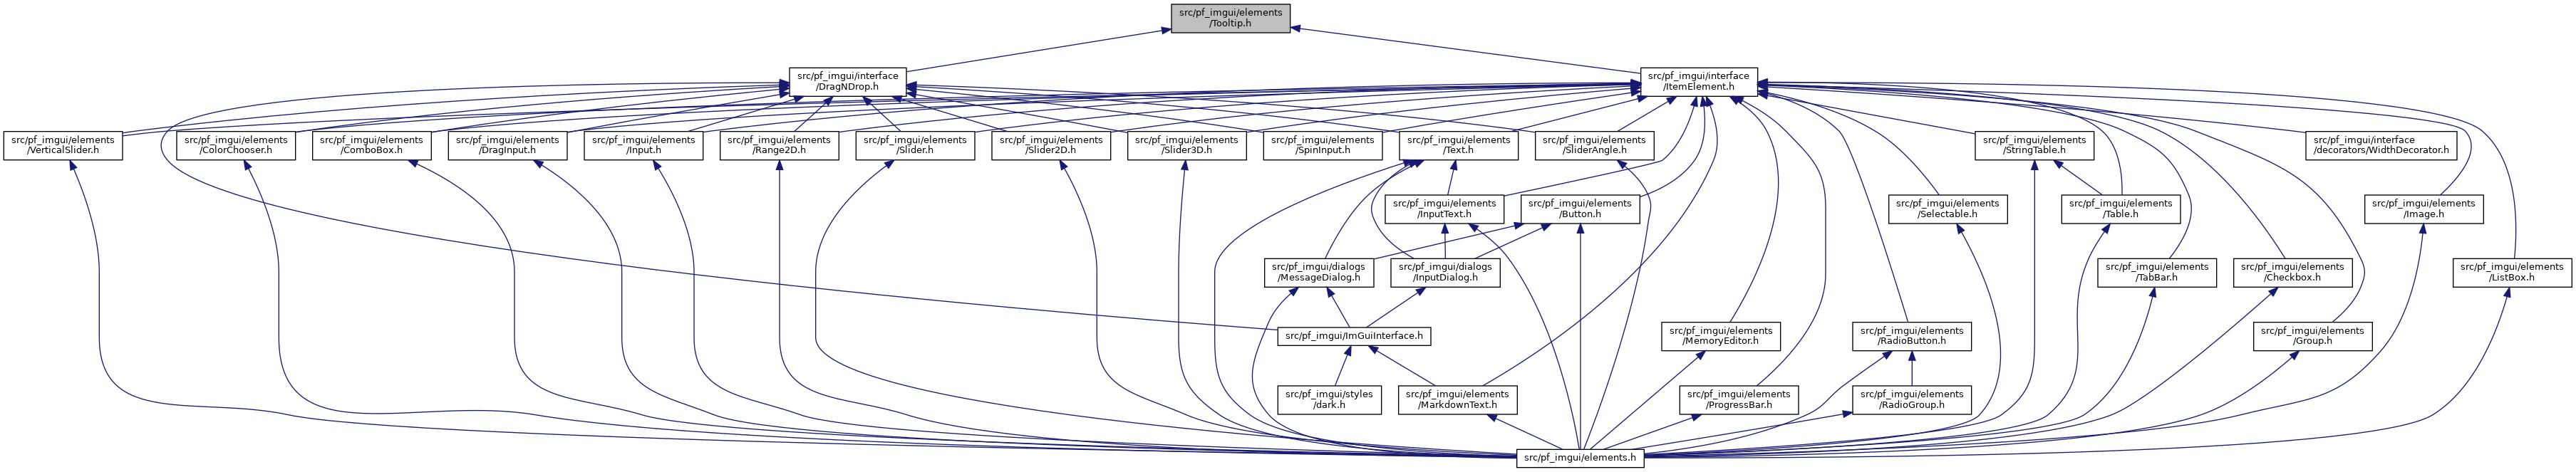 src/pf_imgui/elements
/Tooltip.h
src/pf_imgui/interface
/DragNDrop.h
src/pf_imgui/interface
/ItemElement.h
src/pf_imgui/elements
/VerticalSlider.h
src/pf_imgui/elements
/ColorChooser.h
src/pf_imgui/elements
/ComboBox.h
src/pf_imgui/elements
/DragInput.h
src/pf_imgui/elements
/Input.h
src/pf_imgui/elements
/Range2D.h
src/pf_imgui/elements
/Slider.h
src/pf_imgui/elements
/Slider2D.h
src/pf_imgui/elements
/Slider3D.h
src/pf_imgui/elements
/SpinInput.h
src/pf_imgui/elements
/Text.h
src/pf_imgui/elements
/SliderAngle.h
src/pf_imgui/elements
/StringTable.h
src/pf_imgui/interface
/decorators/WidthDecorator.h
src/pf_imgui/elements
/InputText.h
src/pf_imgui/elements
/Button.h
src/pf_imgui/elements
/Selectable.h
src/pf_imgui/elements
/Table.h
src/pf_imgui/elements
/Image.h
src/pf_imgui/dialogs
/MessageDialog.h
src/pf_imgui/dialogs
/InputDialog.h
src/pf_imgui/elements
/TabBar.h
src/pf_imgui/elements
/Checkbox.h
src/pf_imgui/elements
/ListBox.h
src/pf_imgui/ImGuiInterface.h
src/pf_imgui/elements
/MemoryEditor.h
src/pf_imgui/elements
/RadioButton.h
src/pf_imgui/elements
/Group.h
src/pf_imgui/styles
/dark.h
src/pf_imgui/elements
/MarkdownText.h
src/pf_imgui/elements
/ProgressBar.h
src/pf_imgui/elements
/RadioGroup.h
src/pf_imgui/elements.h